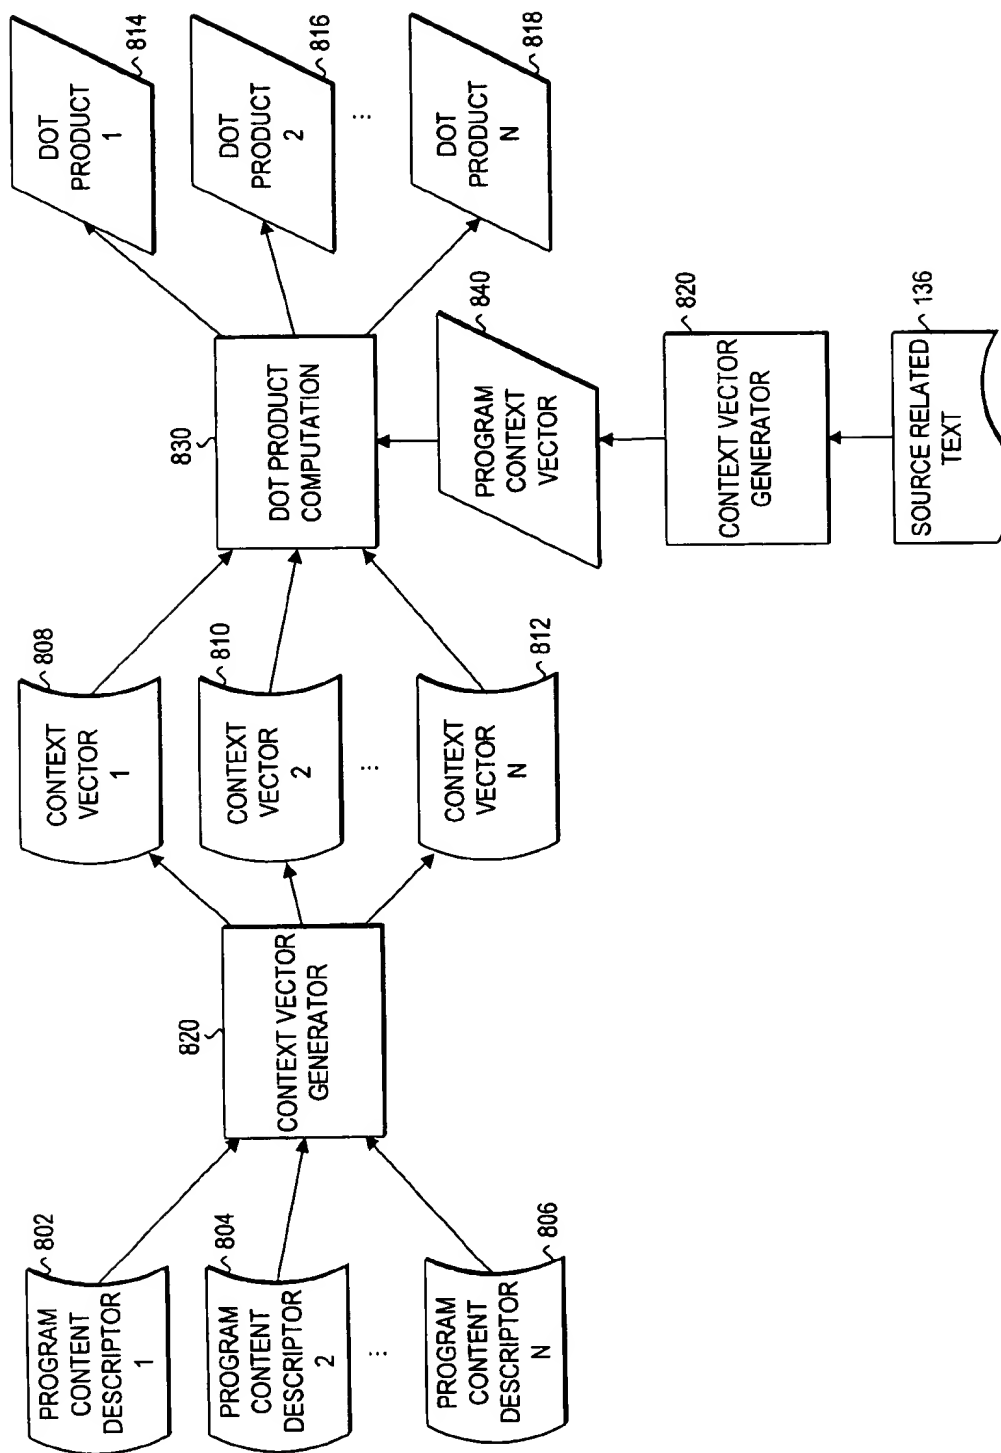 802
PROGRAM
CONTENT
DESCRIPTOR
1
804
PROGRAM
CONTENT
DESCRIPTOR
2
...
806
PROGRAM
CONTENT
DESCRIPTOR
N
820
CONTEXT VECTOR
GENERATOR
808
CONTEXT
VECTOR
1
810
CONTEXT
VECTOR
2
...
812
CONTEXT
VECTOR
N
830
DOT PRODUCT
COMPUTATION
814
DOT
PRODUCT
1
816
DOT
PRODUCT
2
...
818
DOT
PRODUCT
N
840
PROGRAM
CONTEXT
VECTOR
820
CONTEXT VECTOR
GENERATOR
136
SOURCE RELATED
TEXT